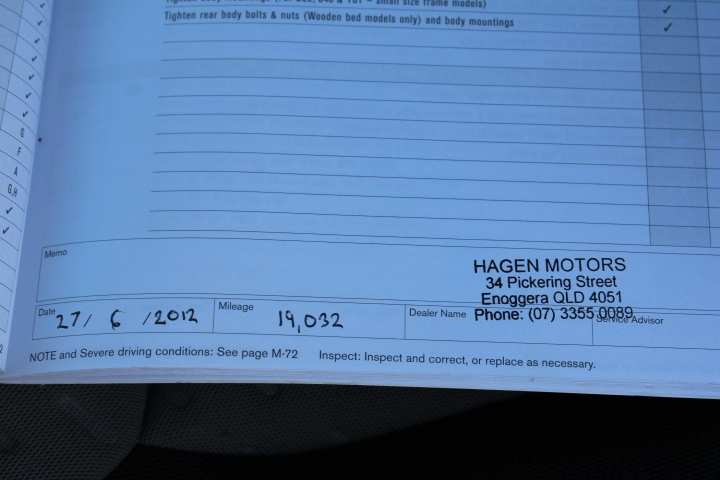 Tighten rear body bolts & nuts (Wooden bed models only) and body mountings
G
F
A
G,H
Memo
HAGEN MOTORS
34 Pickering Street
Enoggera QLD 4051
Phone: (07) 3355 0089
Date 27/ 6 /2012 Mileage 19,032 Dealer Name Service Advisor
NOTE and Severe driving conditions: See page M-72 Inspect: Inspect and correct, or replace as necessary.